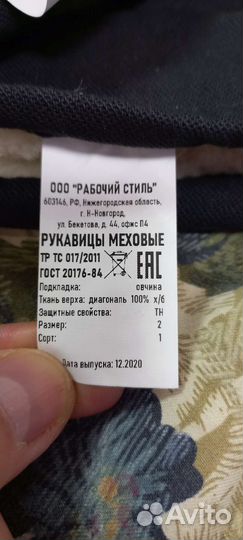 ООО "РАБОЧИЙ СТИЛЬ"
603146, РФ, Нижегородская область,
г. Н-Новгород,
ул. Бекетова, д. 44, офис П4
РУКАВИЦЫ МЕХОВЫЕ
ТР ТС 017/2011
ГОСТ 20176-84
EAC
Подкладка: овчина
Ткань верха: диагональ 100% х/б
Защитные свойства: ТН
Размер: 2
Сорт: 1
Дата выпуска: 12.2020
Avito